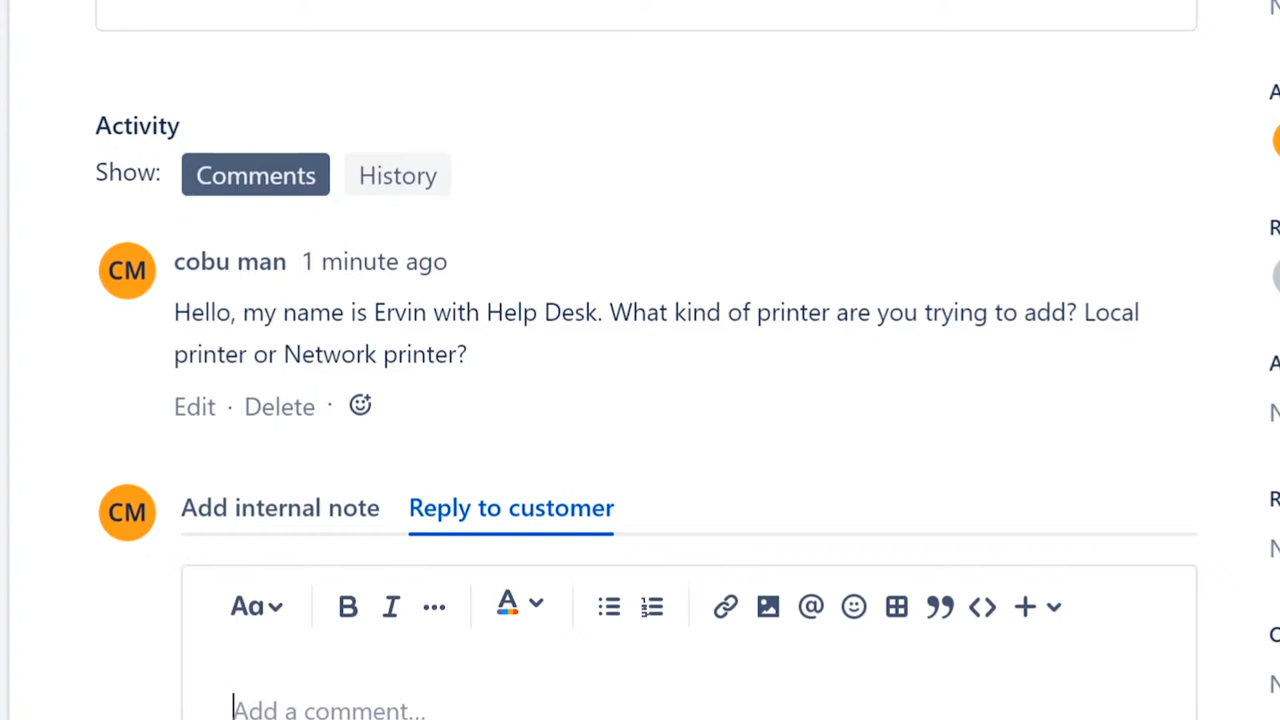 Activity
Show: Comments History
CM cobu man 1 minute ago
Hello, my name is Ervin with Help Desk. What kind of printer are you trying to add? Local
printer or Network printer?
Edit · Delete ·
CM Add internal note Reply to customer
Aa B I ... A @ +
Add a comment...